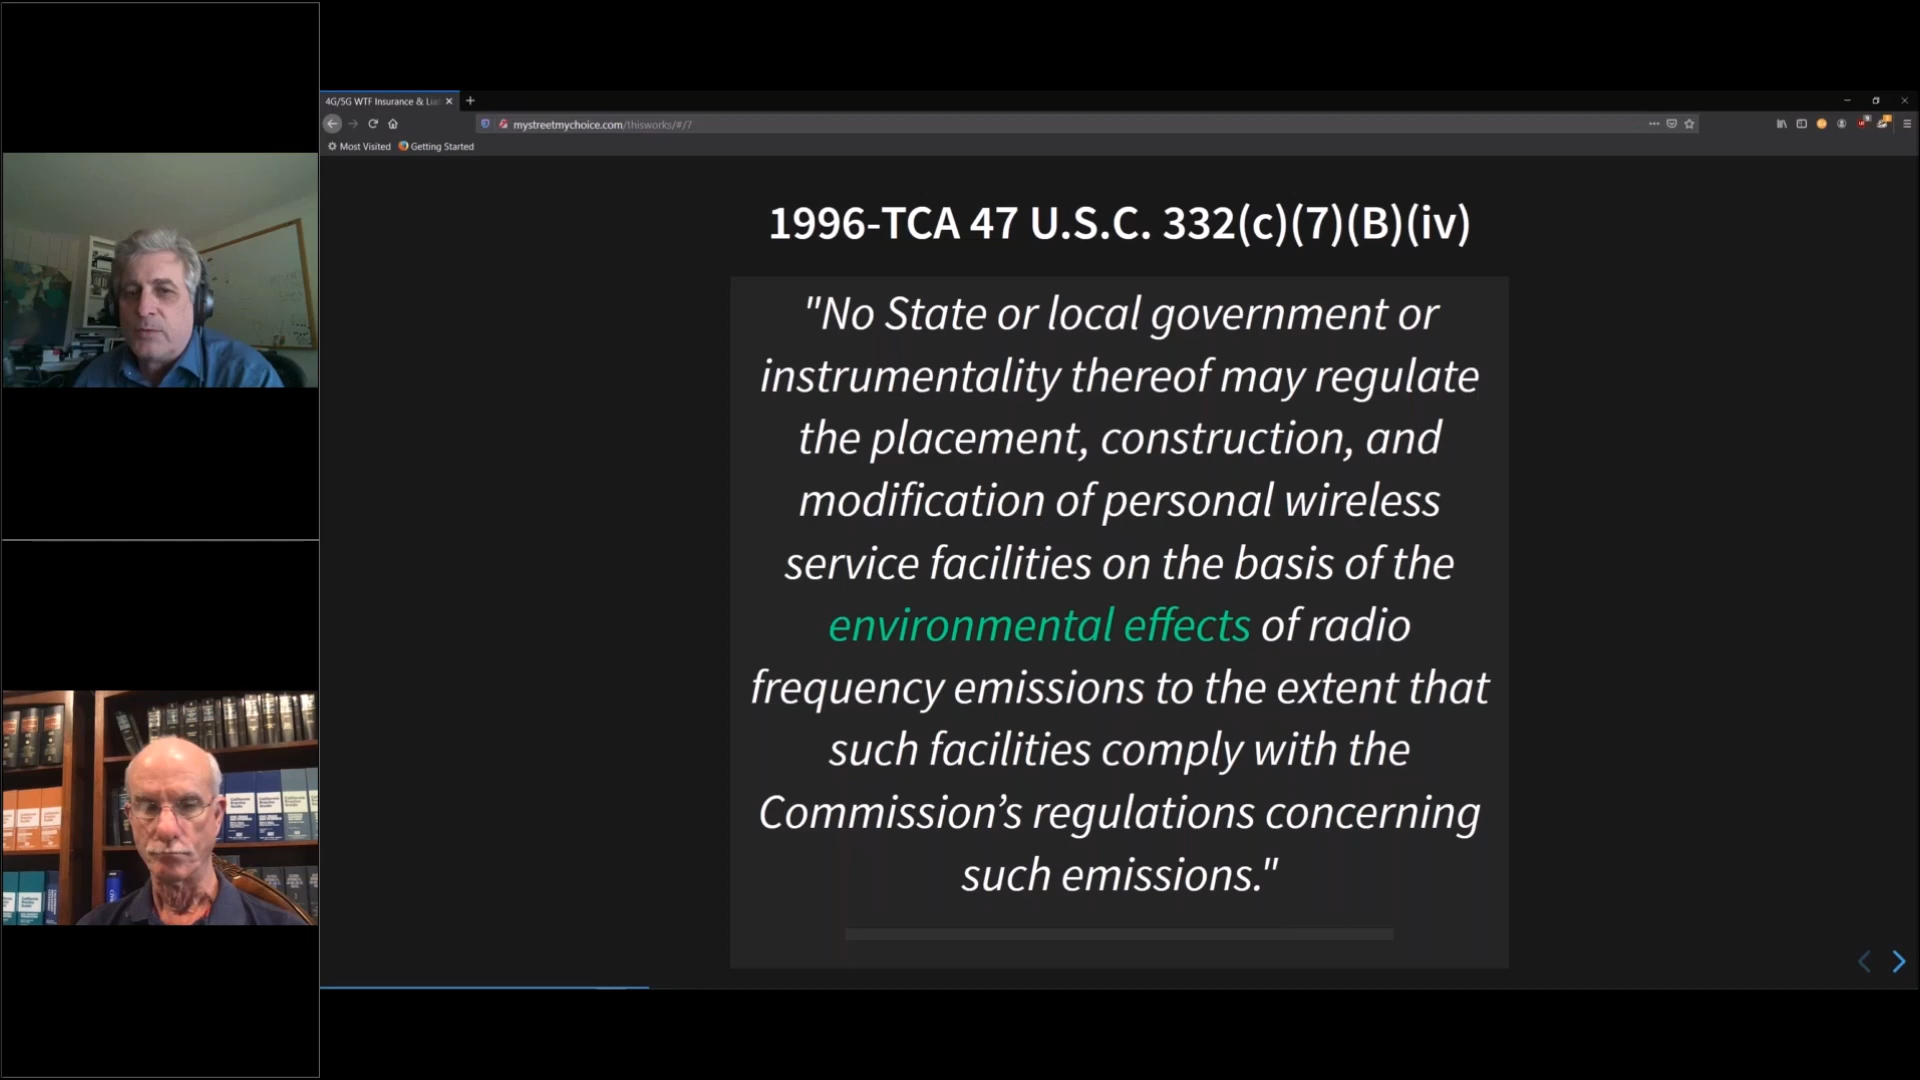 4G/5G WTF Insurance & Lia
mystreetmychoice.com/thisworks/#/7
Most Visited Getting Started
1996-TCA 47 U.S.C. 332(c)(7)(B)(iv)
"No State or local government or
instrumentality thereof may regulate
the placement, construction, and
modification of personal wireless
service facilities on the basis of the
environmental effects of radio
frequency emissions to the extent that
such facilities comply with the
Commission’s regulations concerning
such emissions."